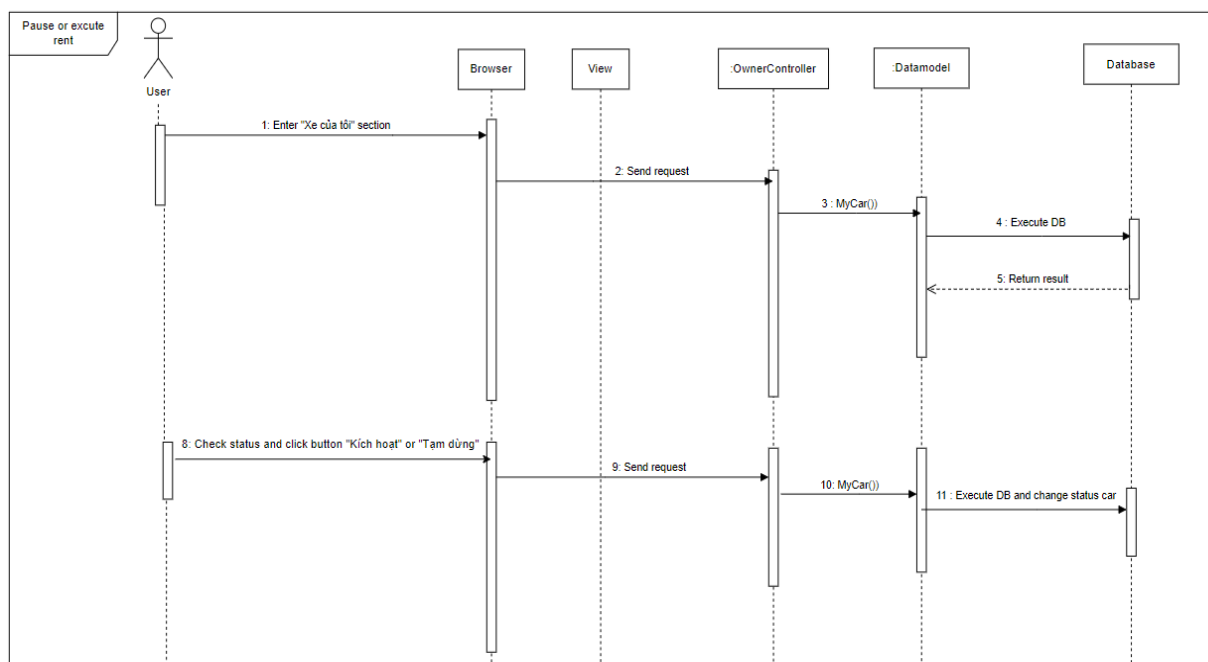 Pause or excute
rent
User
Browser
View
:OwnerController
:Datamodel
Database
1: Enter "Xe của tôi" section
2: Send request
3 : MyCar())
4 : Execute DB
5: Return result
8: Check status and click button "Kích hoạt" or "Tạm dừng"
9: Send request
10: MyCar())
11 : Execute DB and change status car